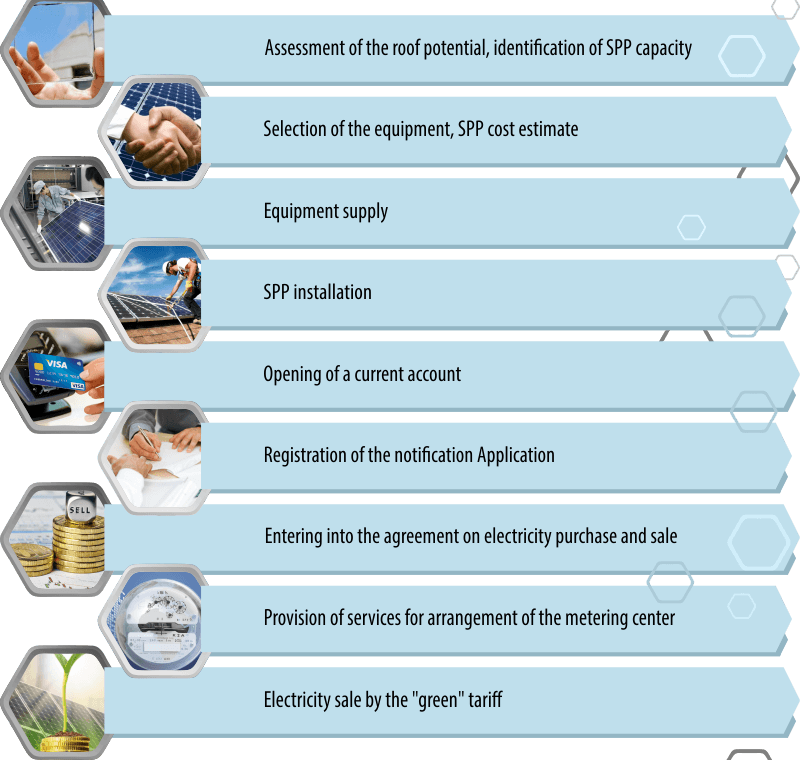 Assessment of the roof potential, identification of SPP capacity
Selection of the equipment, SPP cost estimate
Equipment supply
SPP installation
Opening of a current account
VISA
VISA
Registration of the notification Application
SELL
Entering into the agreement on electricity purchase and sale
Provision of services for arrangement of the metering center
Electricity sale by the "green" tariff